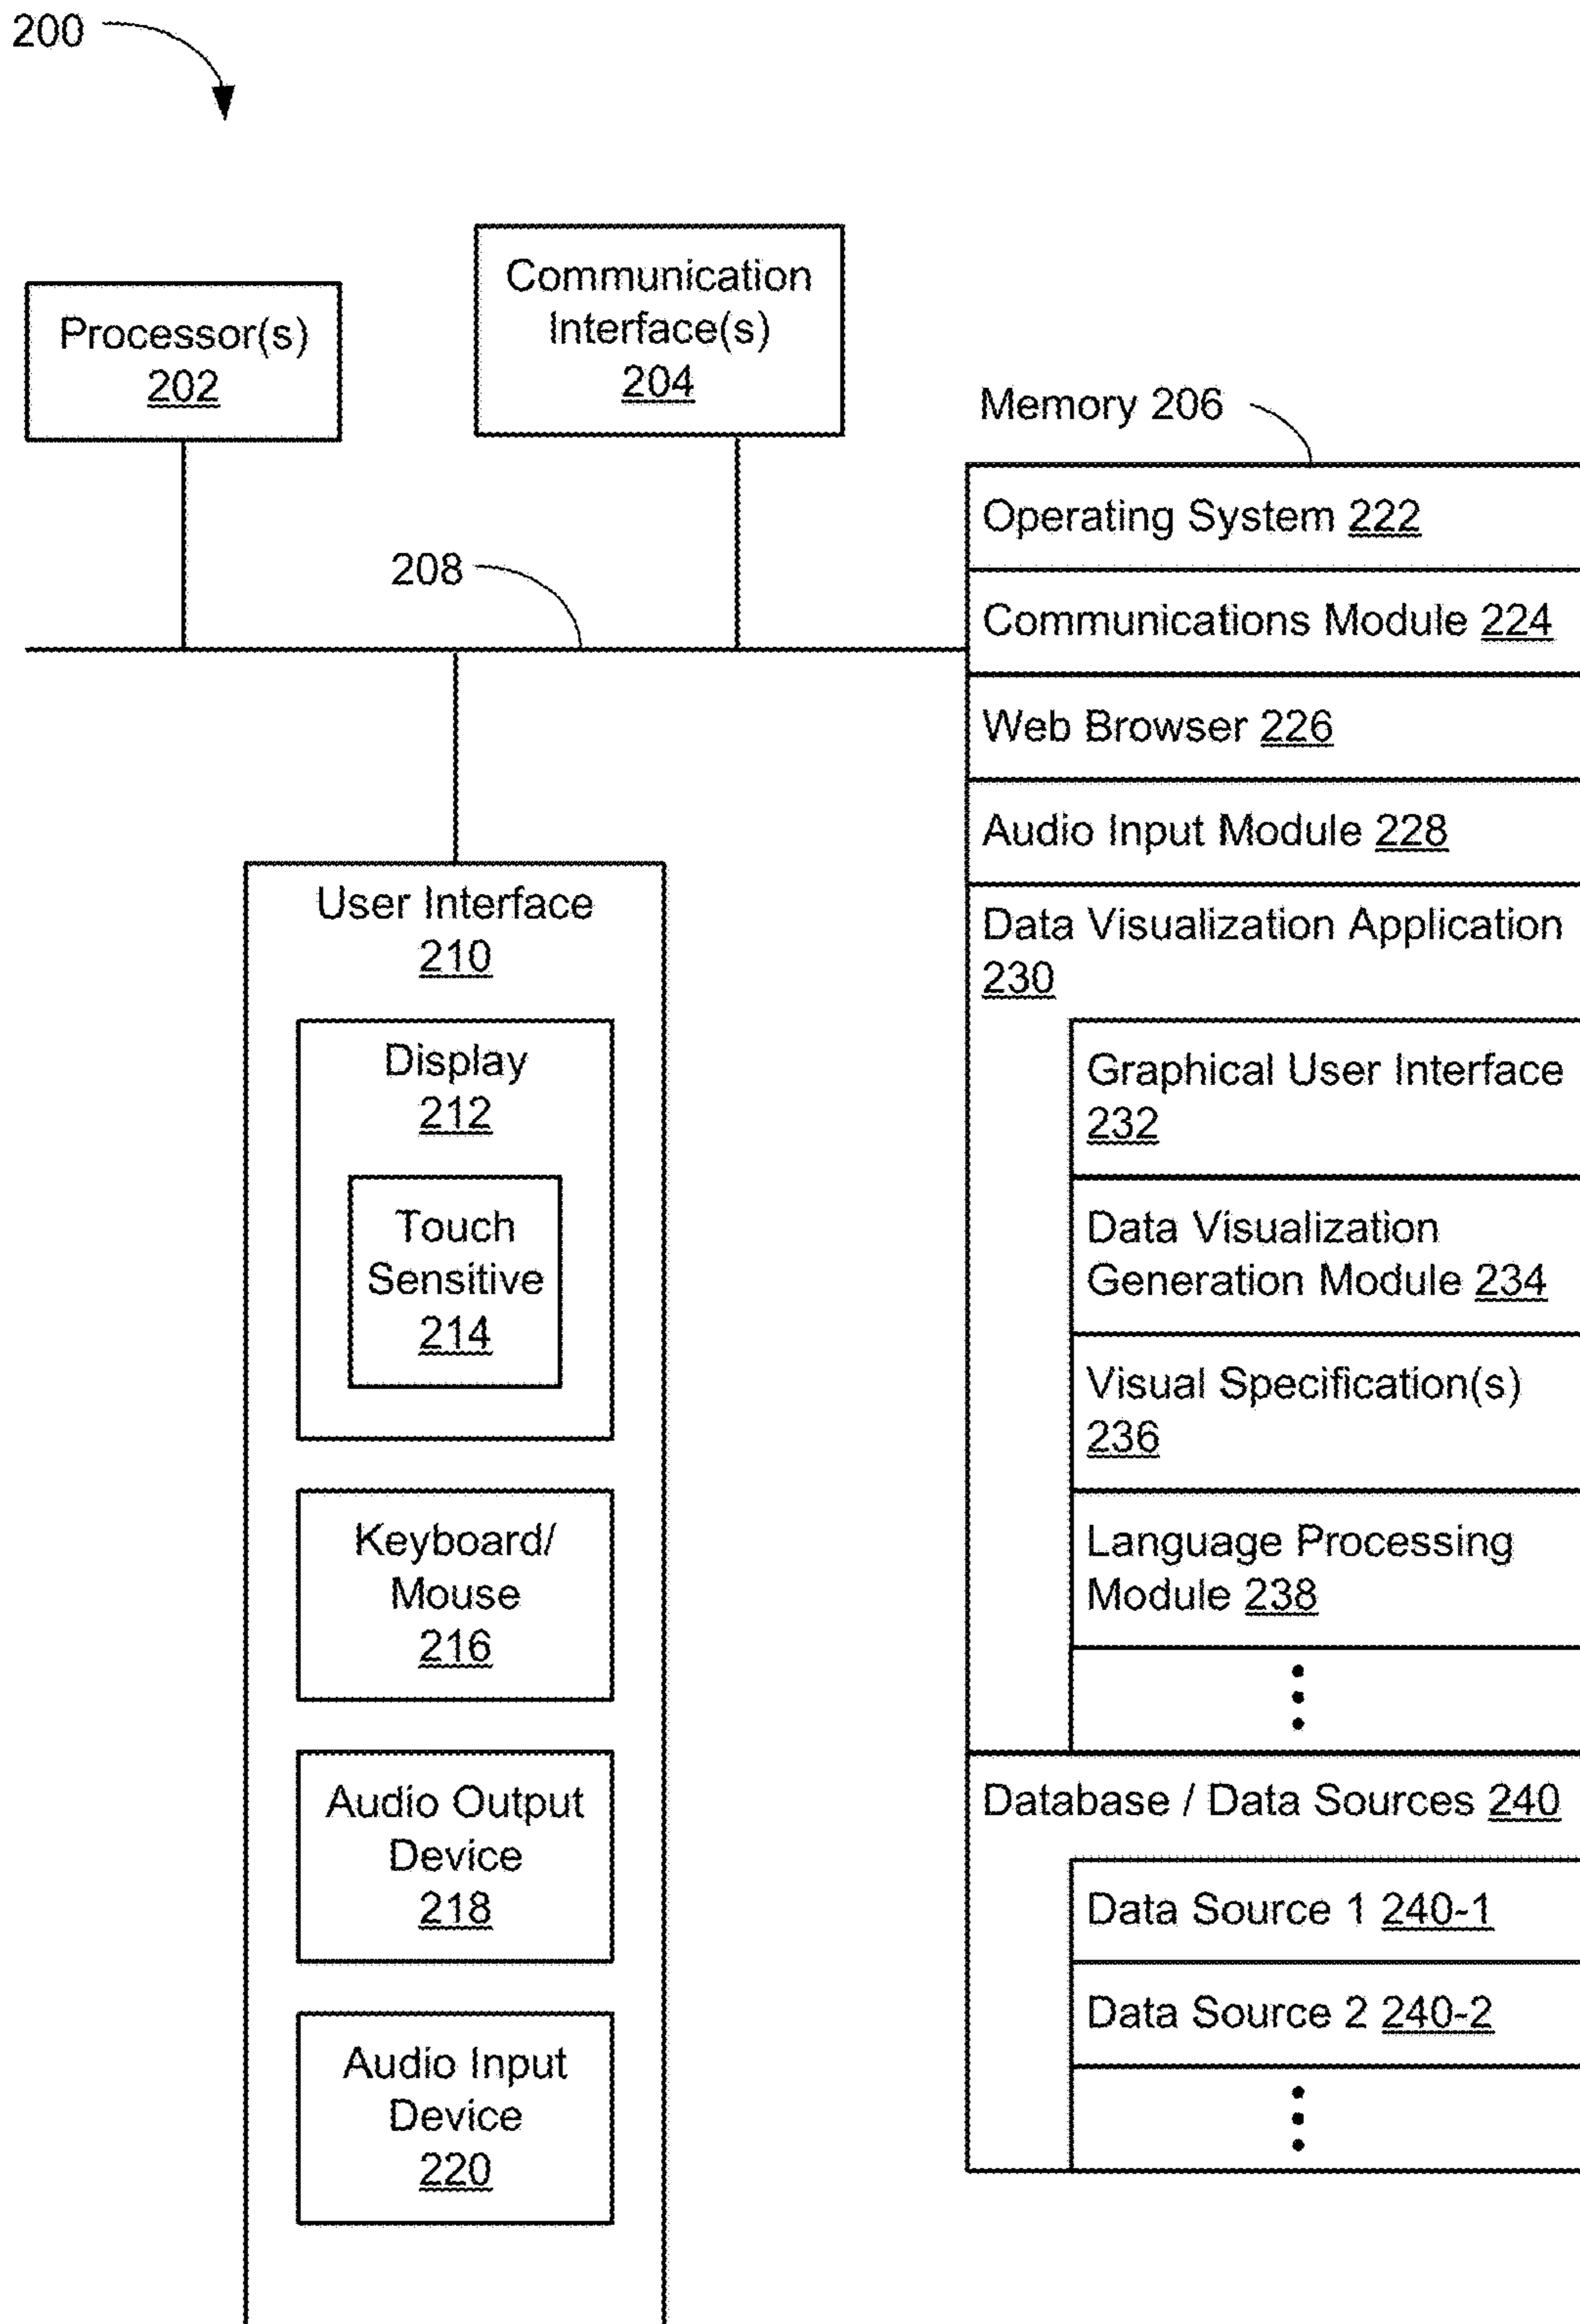 200
Processor(s)
202
Communication
Interface(s)
204
Memory 206
208
Operating System 222
Communications Module 224
Web Browser 226
Audio Input Module 228
Data Visualization Application
230
Graphical User Interface
232
Data Visualization
Generation Module 234
Visual Specification(s)
236
Language Processing
Module 238
Database / Data Sources 240
Data Source 1 240-1
Data Source 2 240-2
User Interface
210
Display
212
Touch
Sensitive
214
Keyboard/
Mouse
216
Audio Output
Device
218
Audio Input
Device
220